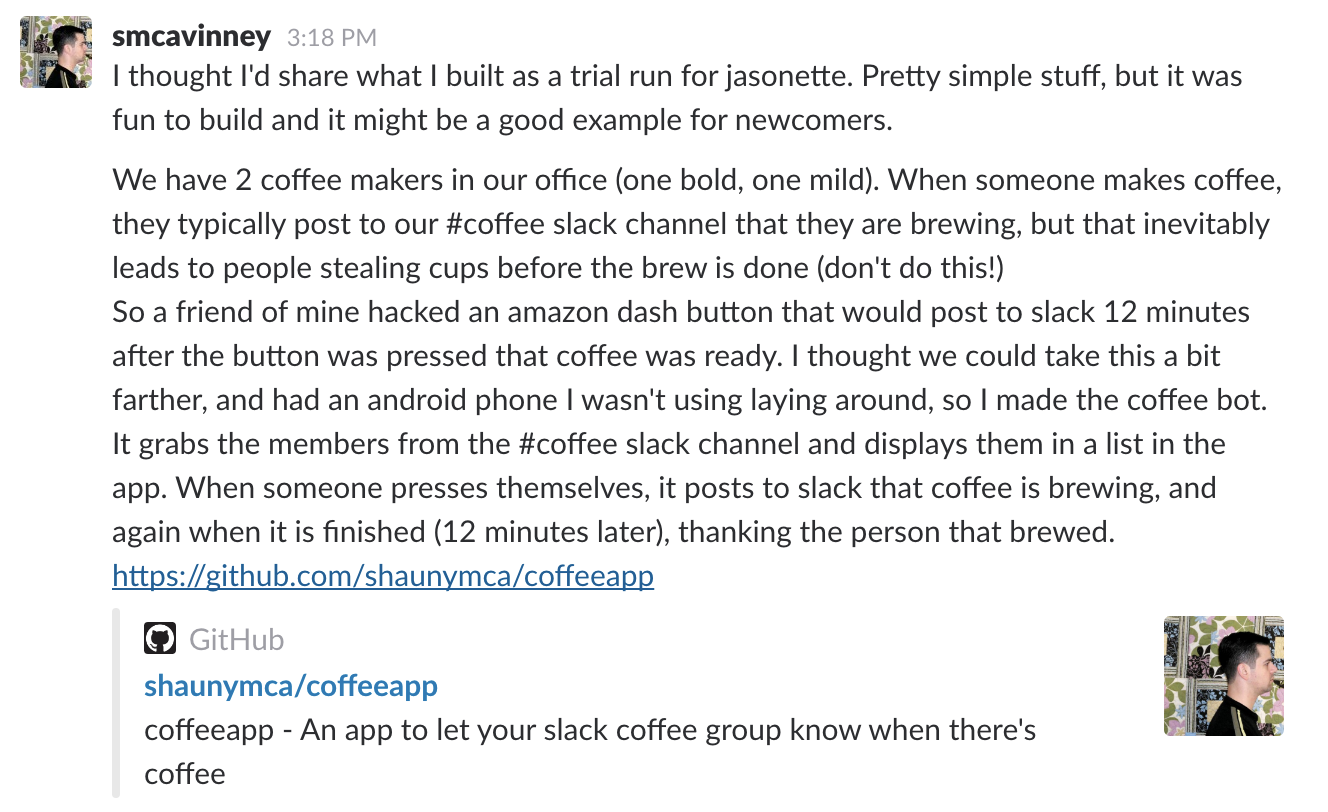 smcavinney 3:18 PM
I thought I'd share what I built as a trial run for jasonette. Pretty simple stuff, but it was
fun to build and it might be a good example for newcomers.
We have 2 coffee makers in our office (one bold, one mild). When someone makes coffee,
they typically post to our #coffee slack channel that they are brewing, but that inevitably
leads to people stealing cups before the brew is done (don't do this!)
So a friend of mine hacked an amazon dash button that would post to slack 12 minutes
after the button was pressed that coffee was ready. I thought we could take this a bit
farther, and had an android phone I wasn't using laying around, so I made the coffee bot.
It grabs the members from the #coffee slack channel and displays them in a list in the
app. When someone presses themselves, it posts to slack that coffee is brewing, and
again when it is finished (12 minutes later), thanking the person that brewed.
https://github.com/shaunymca/coffeeapp
GitHub
shaunymca/coffeeapp
coffeeapp - An app to let your slack coffee group know when there's
coffee